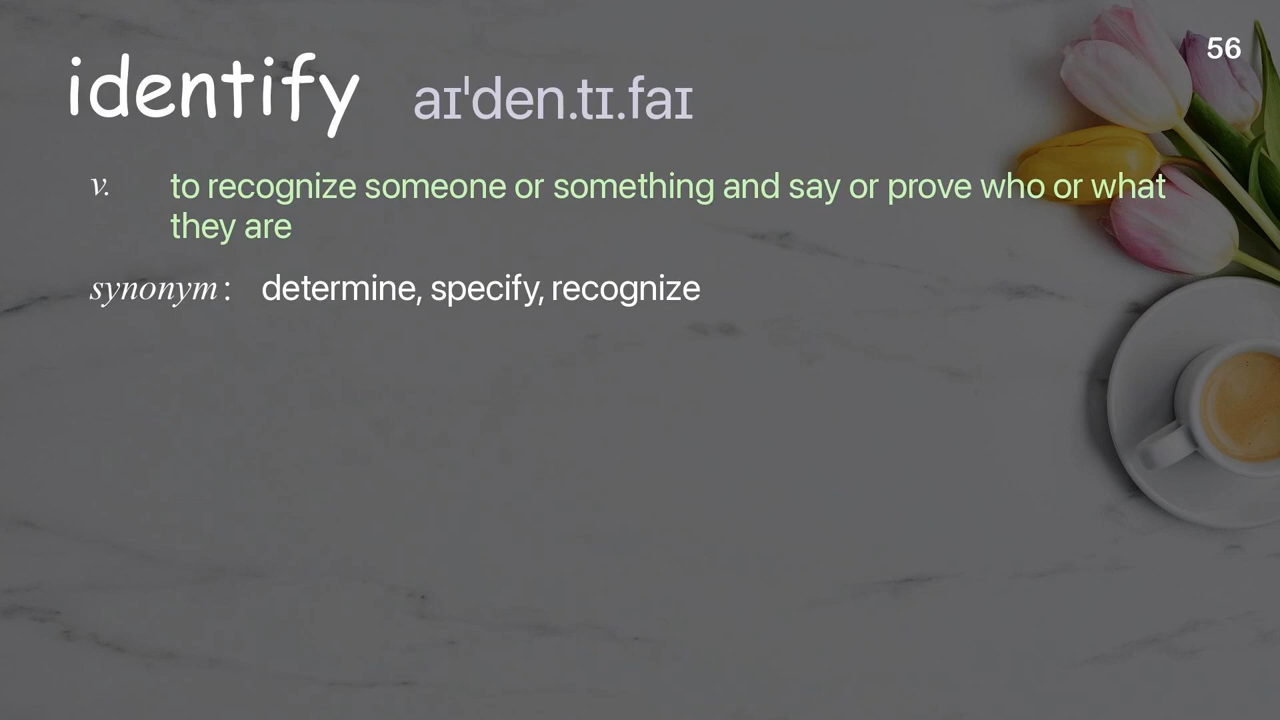 56
identify aɪˈden.tɪ.faɪ
v. to recognize someone or something and say or prove who or what
they are
synonym: determine, specify, recognize